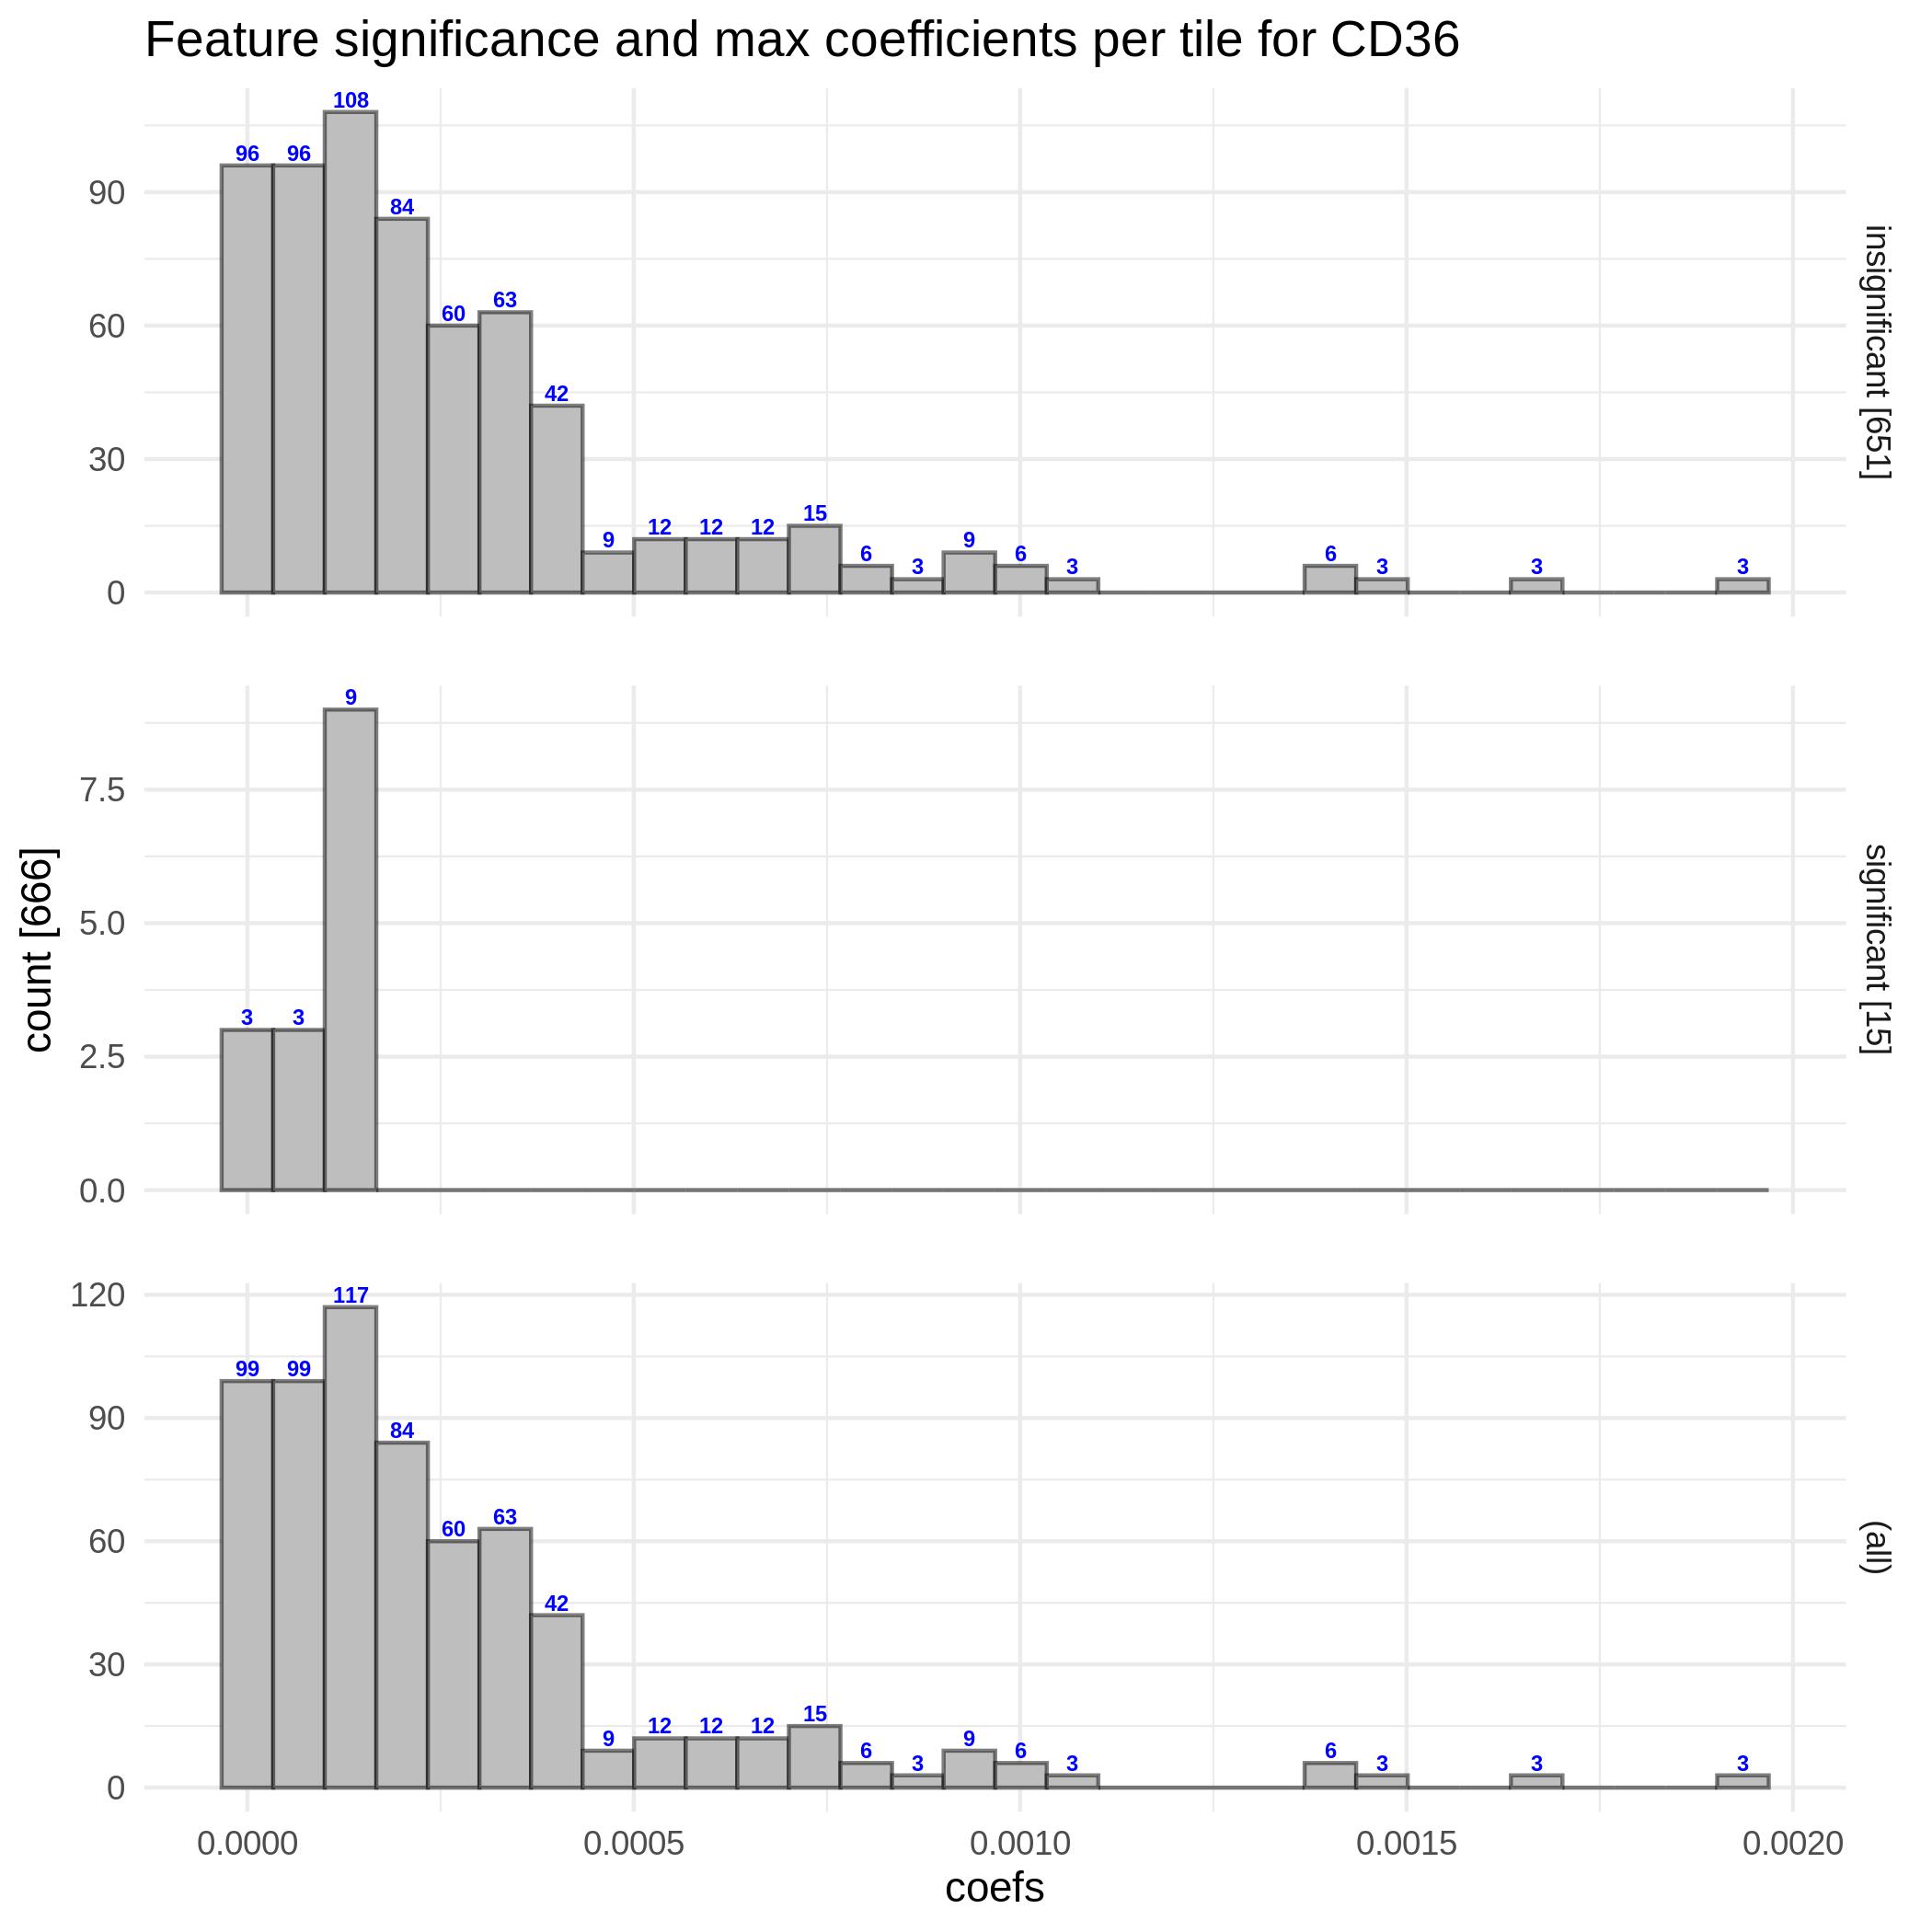 Feature significance and max coefficients per tile for CD36
count [666]
90
60
30
0
96 96 108 84 60 63 42 9 12 12 12 15 6 3 9 6 3 6 3 3 3
insignificant [651]
7.5
5.0
2.5
0.0
3 3 9
significant [15]
120
90
60
30
0
99 99 117 84 60 63 42 9 12 12 12 15 6 3 9 6 3 6 3 3 3
(all)
0.0000 0.0005 0.0010 0.0015 0.0020
coefs